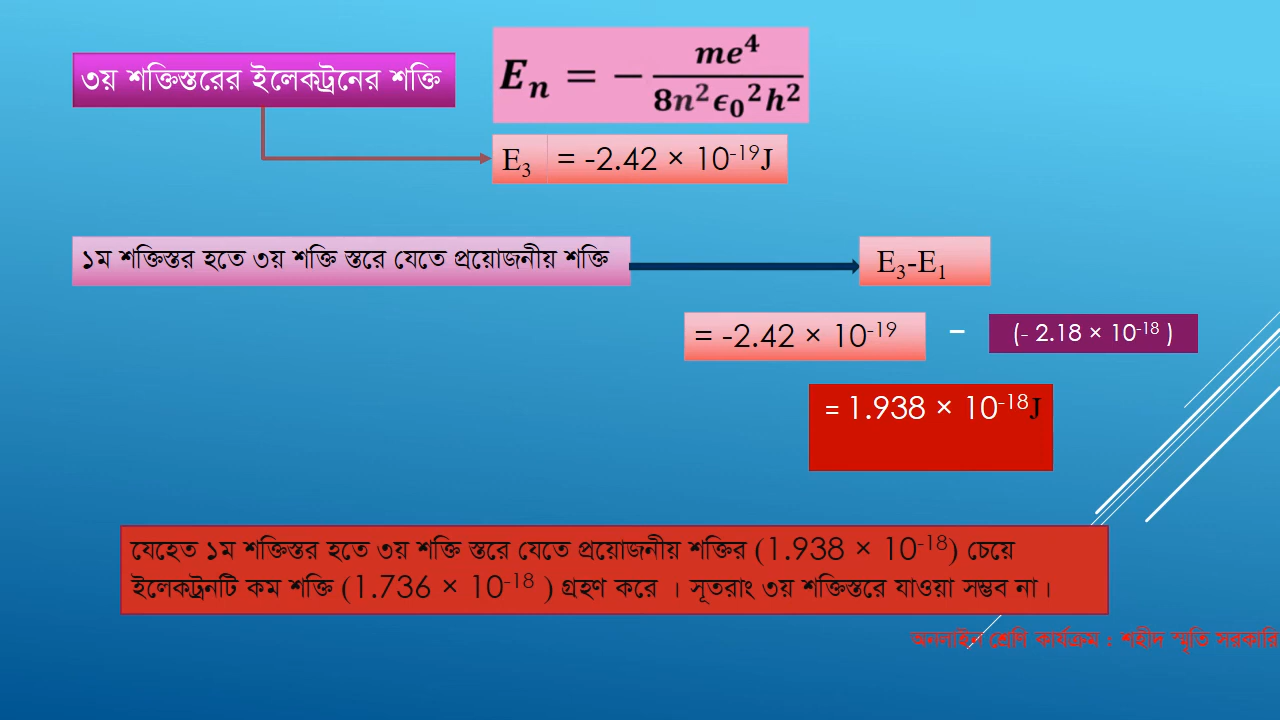 ৩য় শক্তিস্তরের ইলেকট্রনের শক্তি
Eₙ = − me⁴ / 8n²ϵ₀²h²
E₃ = -2.42 × 10⁻¹⁹J
১ম শক্তিস্তর হতে ৩য় শক্তি স্তরে যেতে প্রয়োজনীয় শক্তি
E₃-E₁
= -2.42 × 10⁻¹⁹ − (- 2.18 × 10⁻¹⁸ )
= 1.938 × 10⁻¹⁸J
যেহেত ১ম শক্তিস্তর হতে ৩য় শক্তি স্তরে যেতে প্রয়োজনীয় শক্তির (1.938 × 10⁻¹⁸) চেয়ে
ইলেকট্রনটি কম শক্তি (1.736 × 10⁻¹⁸ ) গ্রহণ করে । সূতরাং ৩য় শক্তিস্তরে যাওয়া সম্ভব না।
অনলাইন শ্রেণি কার্যক্রম : শহীদ স্মৃতি সরকারি